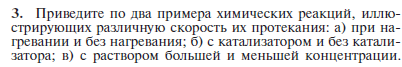 3. Приведите по два примера химических реакций, иллю-
стрирующих различную скорость их протекания: а) при на-
гревании и без нагревания; б) с катализатором и без катали-
затора; в) с раствором большей и меньшей концентрации.